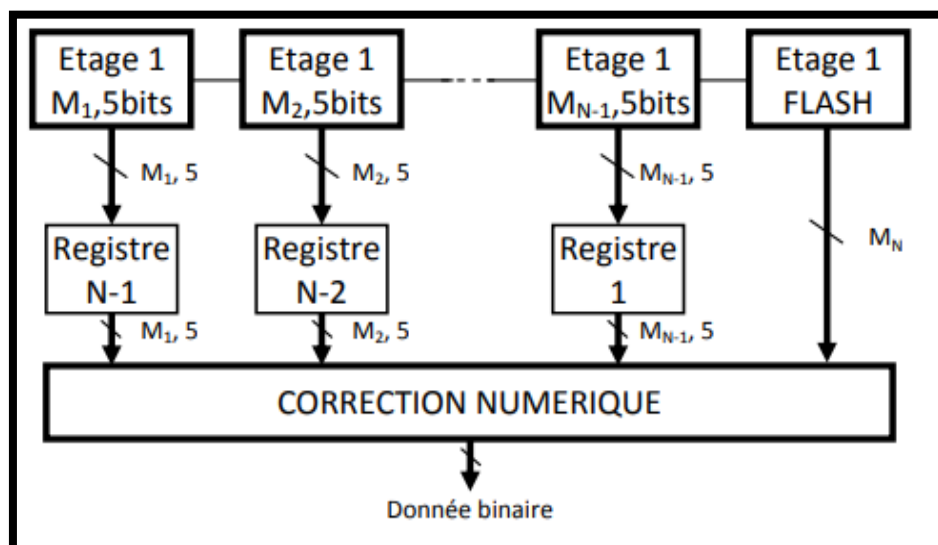 Etage 1
M₁,5bits
Etage 1
M₂,5bits
Etage 1
Mₙ₋₁,5bits
Etage 1
FLASH
M₁, 5
M₂, 5
Mₙ₋₁, 5
Mₙ
Registre
N-1
Registre
N-2
Registre
1
M₁, 5
M₂, 5
Mₙ₋₁, 5
CORRECTION NUMERIQUE
Donnée binaire